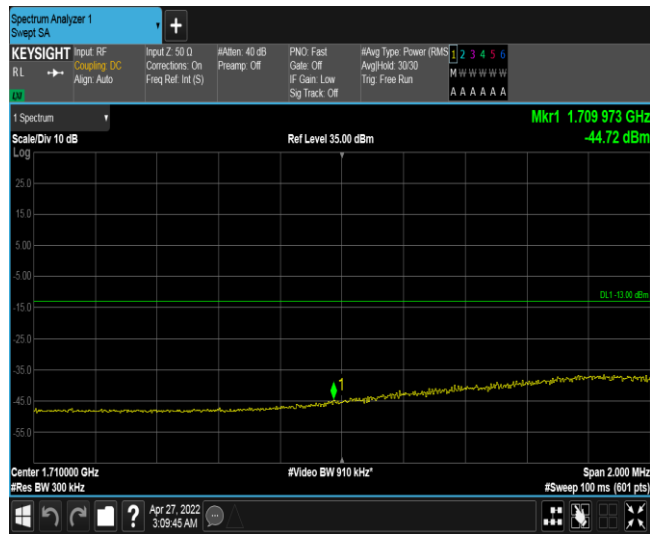 Spectrum Analyzer 1
Swept SA
+
KEYSIGHT
RL
Input: RF
Coupling: DC
Align: Auto
Input Z: 50 Ω
Corrections: On
Freq Ref: Int (S)
#Atten: 40 dB
Preamp: Off
PNO: Fast
Gate: Off
IF Gain: Low
Sig Track: Off
#Avg Type: Power (RMS
Avg|Hold: 30/30
Trig: Free Run
1 2 3 4 5 6
M W W W W W
A A A A A A
1 Spectrum
Scale/Div 10 dB
Ref Level 35.00 dBm
Mkr1 1.709 973 GHz
-44.72 dBm
Log
25.0
15.0
5.00
-5.00
DL1 -13.00 dBm
-15.0
-25.0
-35.0
1
-45.0
-55.0
Center 1.710000 GHz
#Video BW 910 kHz*
Span 2.000 MHz
#Res BW 300 kHz
#Sweep 100 ms (601 pts)
?
Apr 27, 2022
3:09:45 AM